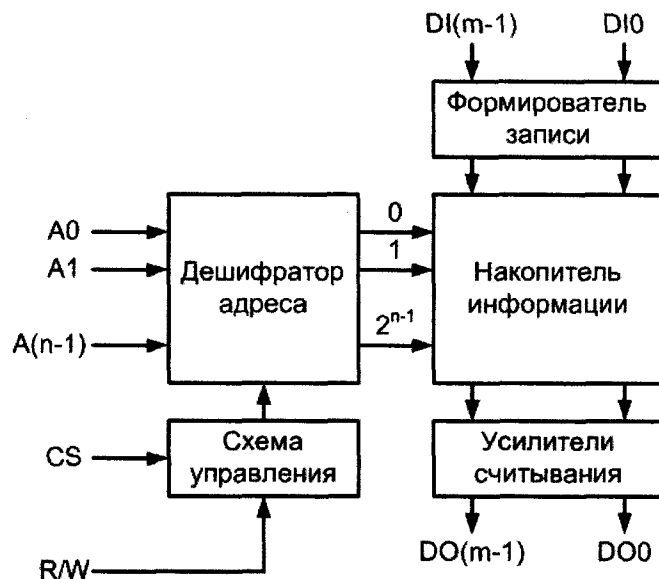 DI(m-1) DI0
Формирователь
записи
A0
A1
A(n-1)
Дешифратор
адреса
0
1
2ⁿ⁻¹
Накопитель
информации
CS
R/W
Схема
управления
Усилители
считывания
DO(m-1) DO0